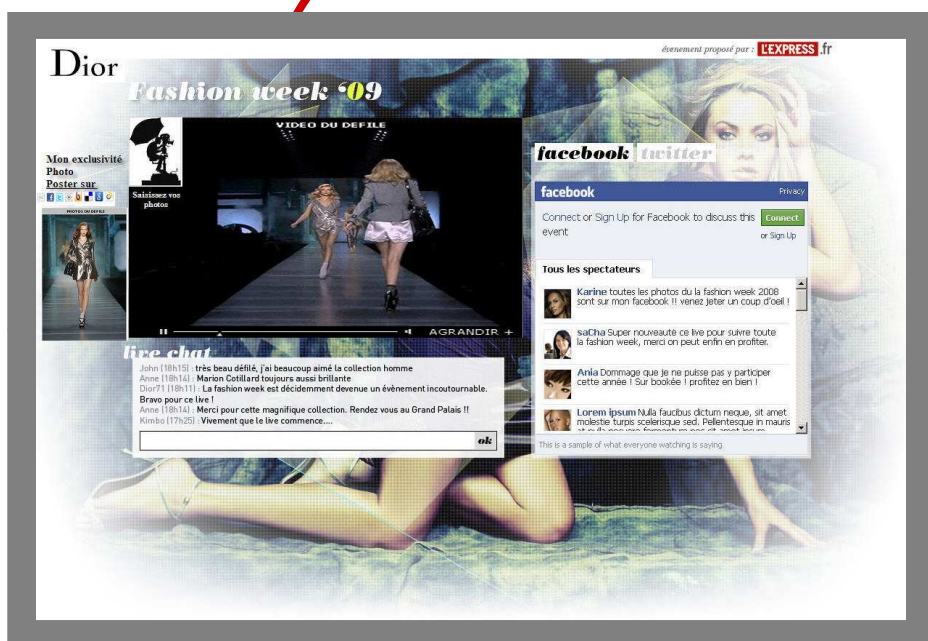 évenement proposé par : L'EXPRESS.fr
Dior
Fashion week '09
VIDEO DU DEFILE
Mon exclusivité
Photo
Poster sur
Saisissez vos
photos
PHOTOS DU DEFILE
AGRANDIR +
facebook twitter
facebook Privacy
Connect or Sign Up for Facebook to discuss this
event
Connect
or Sign Up
Tous les spectateurs
Karine toutes les photos du la fashion week 2008
sont sur mon facebook !! venez jeter un coup d'oeil !
saCha Super nouveauté ce live pour suivre toute
la fashion week, merci on peut enfin en profiter.
Ania Dommage que je ne puisse pas y participer
cette année ! Sur bookée ! profitez en bien !
Lorem ipsum Nulla faucibus dictum neque, sit amet
molestie turpis scelerisque sed. Pellentesque in mauris
This is a sample of what everyone watching is saying
live chat
John (18h15) : très beau défilé, j'ai beaucoup aimé la collection homme
Anne (18h14) : Marion Cotillard toujours aussi brillante
Dior71 (18h11) : La fashion week est décidemment devenue un évènement incoutournable.
Bravo pour ce live !
Anne (18h14) : Merci pour cette magnifique collection. Rendez vous au Grand Palais !!
Kimbo (17h25) : Vivement que le live commence....
ok